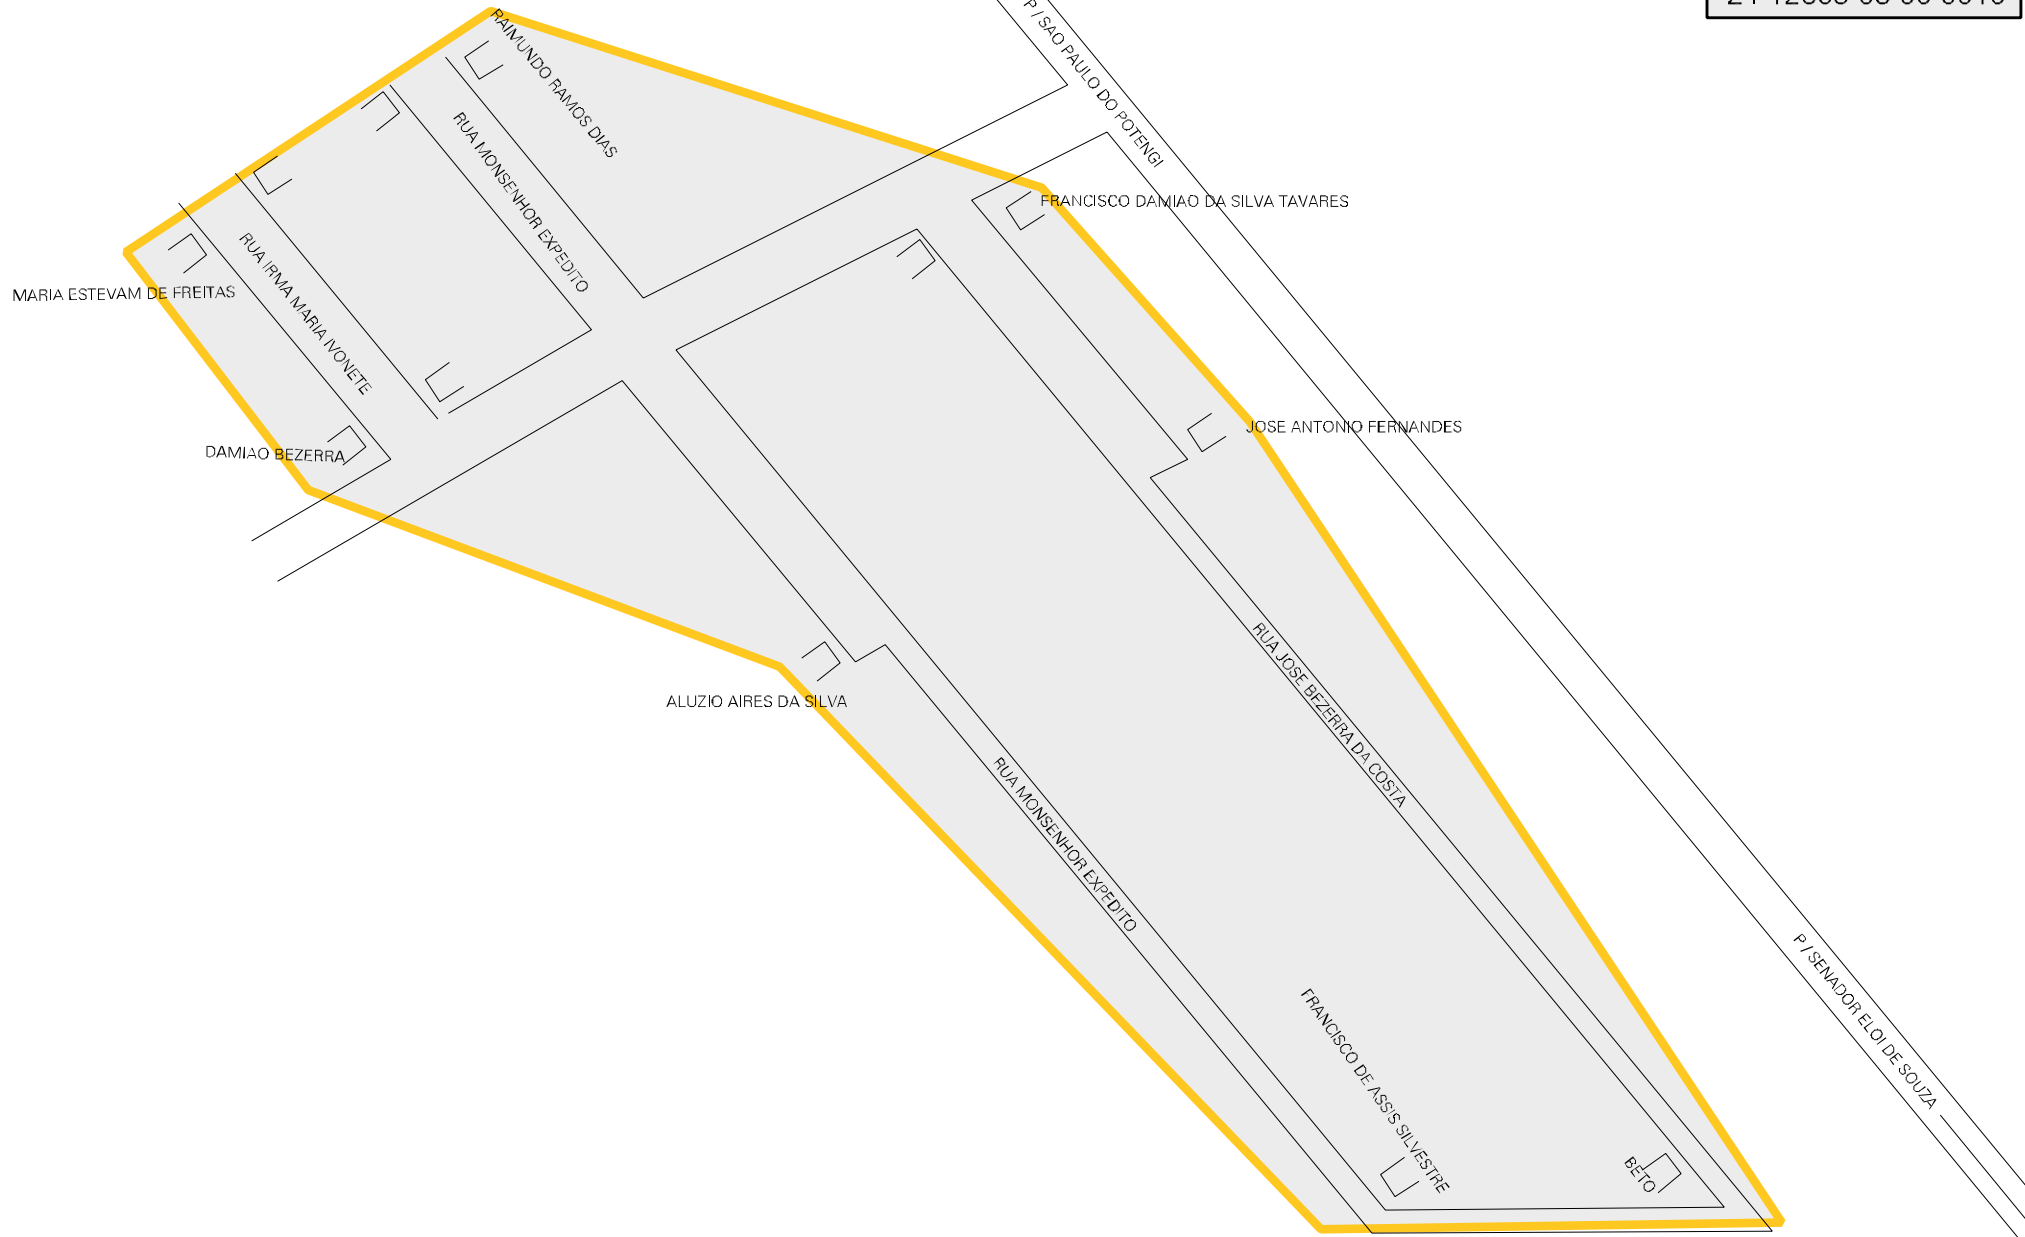 P / SAO PAULO DO POTENGI
RAIMUNDO RAMOS DIAS
RUA MONSENHOR EXPEDITO
FRANCISCO DAMIAO DA SILVA TAVARES
RUA IRMA MARIA IVONETE
MARIA ESTEVAM DE FREITAS
JOSE ANTONIO FERNANDES
DAMIAO BEZERRA
RUA JOSE BEZERRA DA COSTA
ALUZIO AIRES DA SILVA
RUA MONSENHOR EXPEDITO
P / SENADOR ELOI DE SOUZA
FRANCISCO DE ASSIS SILVESTRE
BETO